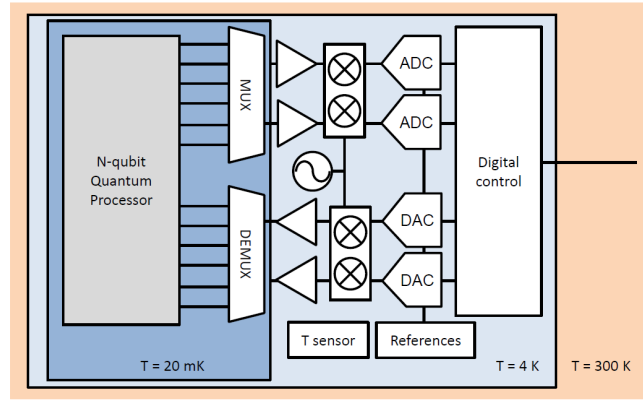 N-qubit
Quantum
Processor
MUX
DEMUX
ADC
ADC
DAC
DAC
Digital
control
T sensor
References
T = 20 mK
T = 4 K
T = 300 K